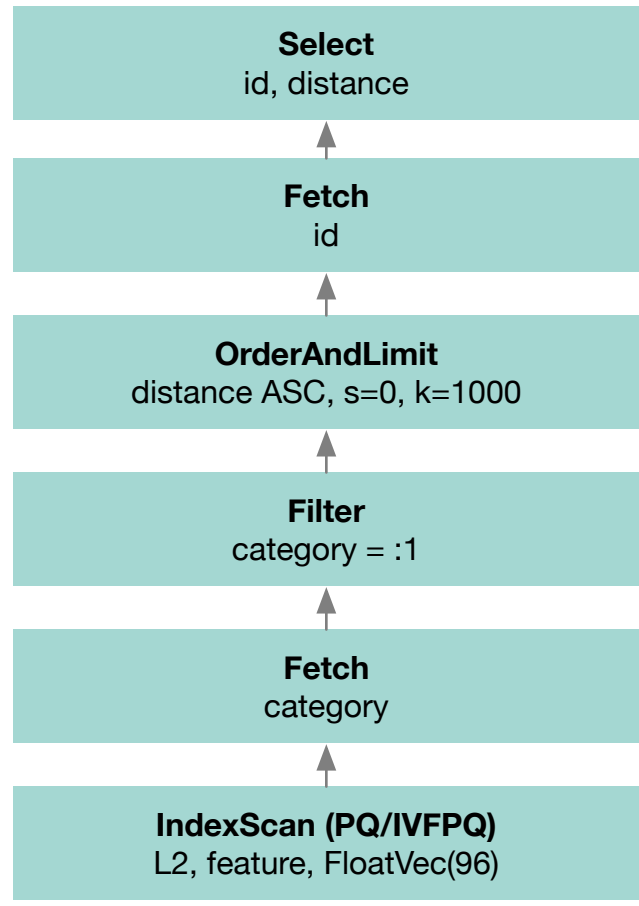 Select
id, distance
Fetch
id
OrderAndLimit
distance ASC, s=0, k=1000
Filter
category = :1
Fetch
category
IndexScan (PQ/IVFPQ)
L2, feature, FloatVec(96)